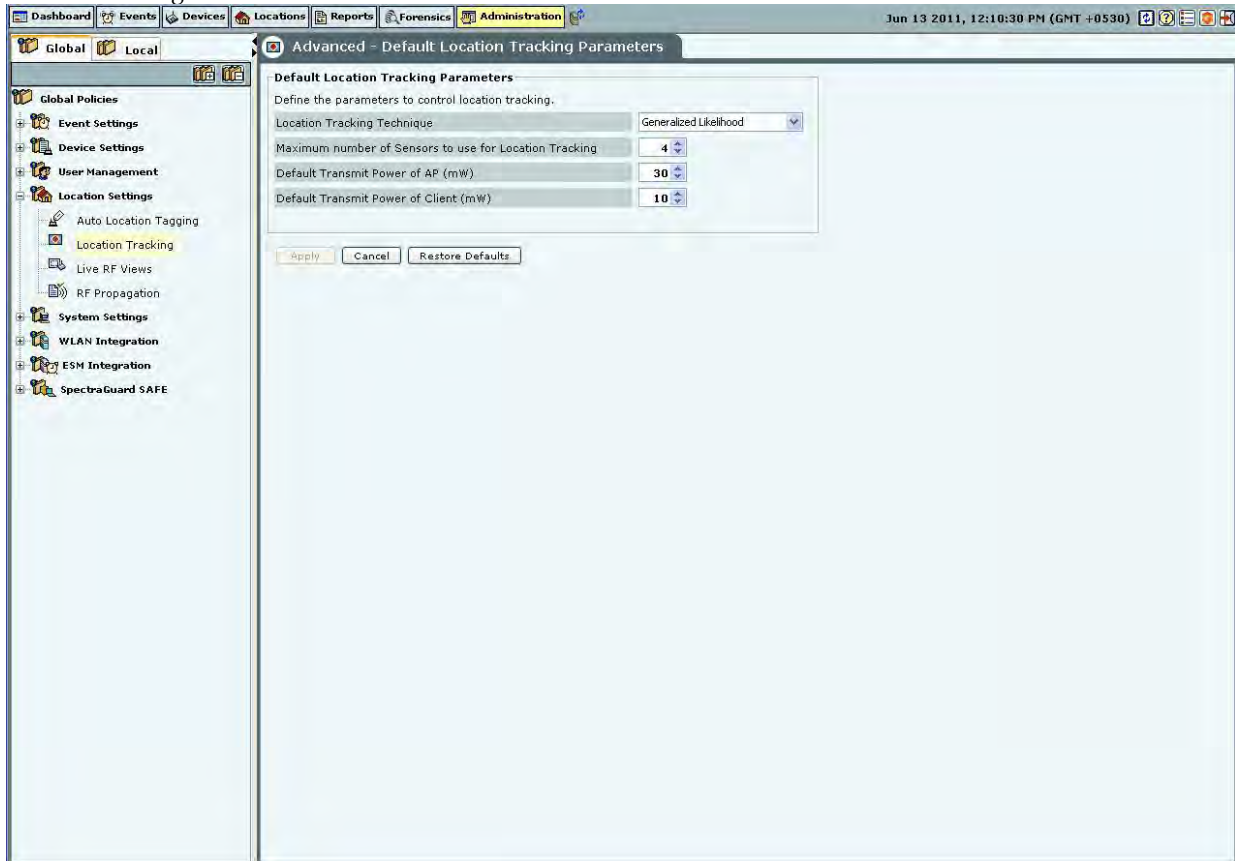 Dashboard Events Devices Locations Reports Forensics Administration Jun 13 2011, 12:10:30 PM (GMT +0530)
Global Local
Advanced - Default Location Tracking Parameters
Global Policies
Event Settings
Device Settings
User Management
Location Settings
Auto Location Tagging
Location Tracking
Live RF Views
RF Propagation
System Settings
WLAN Integration
ESM Integration
SpectraGuard SAFE
Default Location Tracking Parameters
Define the parameters to control location tracking.
Location Tracking Technique Generalized Likelihood
Maximum number of Sensors to use for Location Tracking 4
Default Transmit Power of AP (mW) 30
Default Transmit Power of Client (mW) 10
Apply Cancel Restore Defaults